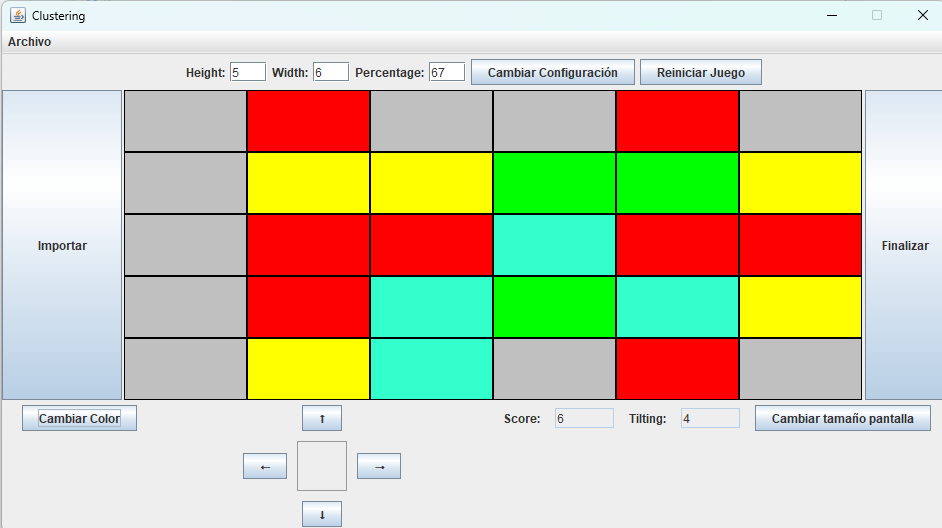 Clustering
Archivo
Height: 5 Width: 6 Percentage: 67 Cambiar Configuración Reiniciar Juego
Importar
Finalizar
Cambiar Color ↑ Score: 6 Tilting: 4 Cambiar tamaño pantalla
← →
↓